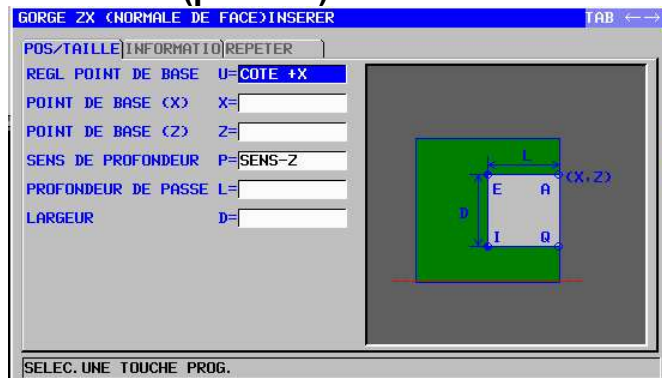 GORGE ZX (NORMALE DE FACE)INSERER TAB ←→
POS/TAILLE INFORMATIO REPETER
REGL POINT DE BASE U=COTE +X
POINT DE BASE (X) X=
POINT DE BASE (Z) Z=
SENS DE PROFONDEUR P=SENS-Z
PROFONDEUR DE PASSE L=
LARGEUR D=
L
(X,Z)
E A
D
I Q
SELEC.UNE TOUCHE PROG.